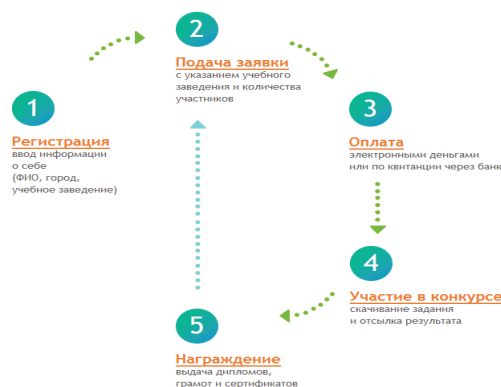 1
Регистрация
ввод информации
о себе
(ФИО, город,
учебное заведение)
2
Подача заявки
с указанием учебного
заведения и количества
участников
3
Оплата
электронными деньгами
или по квитанции через банк
4
Участие в конкурсе
скачивание задания
и отсылка результата
5
Награждение
выдача дипломов,
грамот и сертификатов